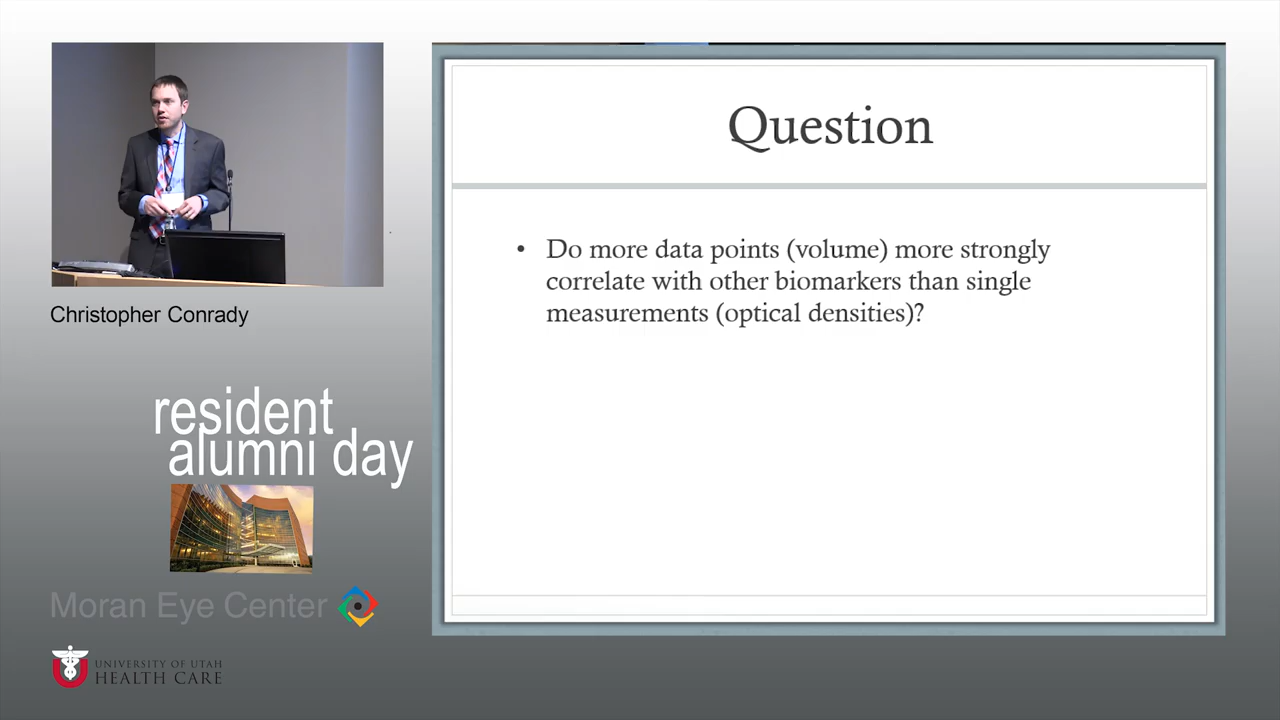 Question
• Do more data points (volume) more strongly
correlate with other biomarkers than single
measurements (optical densities)?
Christopher Conrady
resident
alumni day
Moran Eye Center
UNIVERSITY OF UTAH
HEALTH CARE